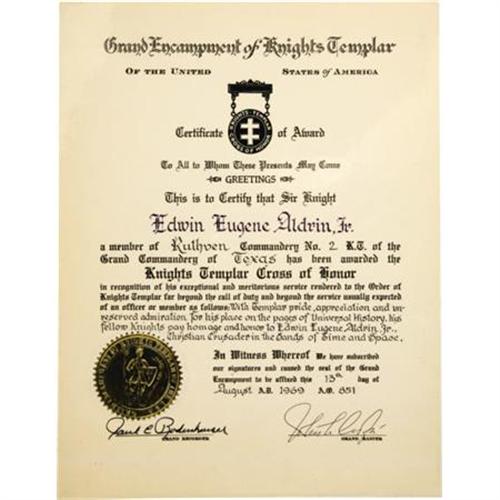 Grand Encampment of Knights Templar
OF THE UNITED STATES OF AMERICA
KNIGHTS TEMPLAR
CROSS OF HONOR
Certificate of Award
To All to Whom These Presents May Come
GREETINGS
This is to Certify that Sir Knight
Edwin Eugene Aldrin, Jr.
a member of Ruthven Commandery No. 2 K.T. of the
Grand Commandery of Texas has been awarded the
Knights Templar Cross of Honor
in recognition of his exceptional and meritorious service rendered to the Order of
Knights Templar far beyond the call of duty and beyond the service usually expected
of an officer or member as follows: With Templar pride, appreciation and un-
reserved admiration for his place on the pages of Universal History, his
fellow Knights pay homage and honor to Edwin Eugene Aldrin, Jr.,
Christian Crusader in the Sands of Time and Space.
In Witness Whereof We have subscribed
our signatures and caused the seal of the Grand
Encampment to be affixed this 13th day of
August A.D. 1969 A.O. 851
Paul C Rodenhauser
GRAND RECORDER
GRAND MASTER